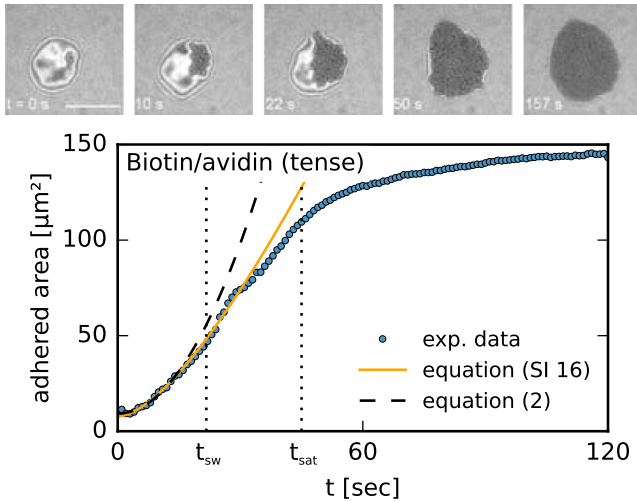 t = 0 s
10 s
22 s
50 s
157 s
Biotin/avidin (tense)
150
100
50
0
adhered area [μm²]
exp. data
equation (SI 16)
equation (2)
0
t_sw
t_sat
60
120
t [sec]